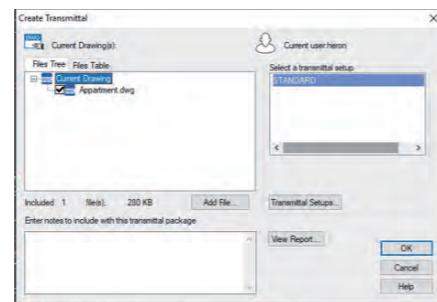 Create Transmittal
Current Drawing(s):
Current user:heron
Files Tree Files Table
Select a transmittal setup
Current Drawing
Appartment.dwg
STANDARD
Included 1 file(s): 280 KB
Add File...
Transmittal Setups...
Enter notes to include with this transmittal package
View Report...
OK
Cancel
Help